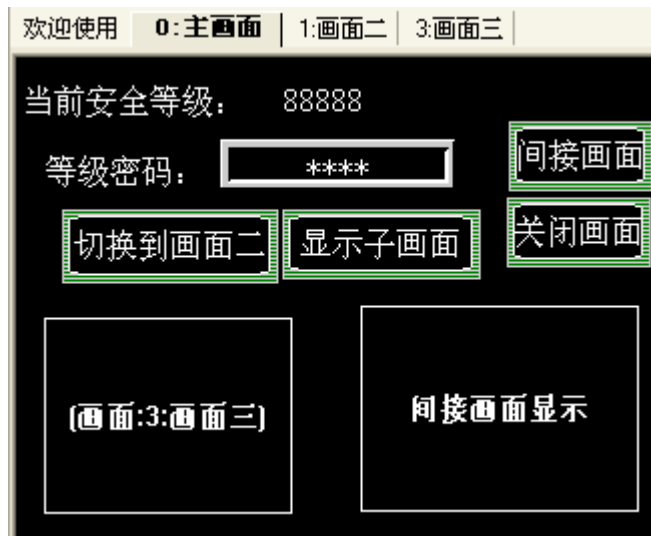 欢迎使用 0:主画面 1:画面二 3:画面三
当前安全等级： 88888
等级密码： ****
间接画面
切换到画面二 显示子画面 关闭画面
(画面:3:画面三) 间接画面显示